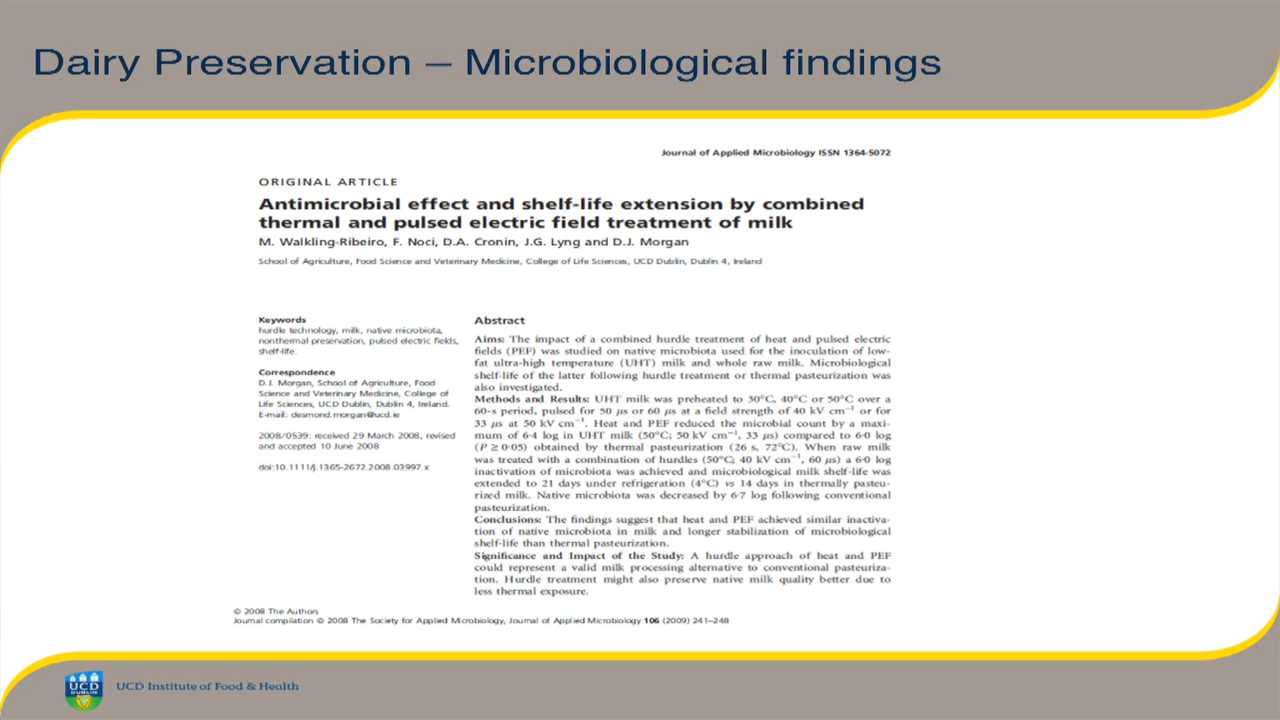 Dairy Preservation – Microbiological findings
Journal of Applied Microbiology ISSN 1364-5072
ORIGINAL ARTICLE
Antimicrobial effect and shelf-life extension by combined
thermal and pulsed electric field treatment of milk
M. Walkling-Ribeiro, F. Noci, D.A. Cronin, J.G. Lyng and D.J. Morgan
School of Agriculture, Food Science and Veterinary Medicine, College of Life Sciences, UCD Dublin, Dublin 4, Ireland
Keywords
hurdle technology, milk, native microbiota,
nonthermal preservation, pulsed electric fields,
shelf-life.
Correspondence
D.J. Morgan, School of Agriculture, Food
Science and Veterinary Medicine, College of
Life Sciences, UCD Dublin, Dublin 4, Ireland.
E-mail: desmond.morgan@ucd.ie
2008/0539: received 29 March 2008, revised
and accepted 10 June 2008
doi:10.1111/j.1365-2672.2008.03997.x
Abstract
Aims: The impact of a combined hurdle treatment of heat and pulsed electric
fields (PEF) was studied on native microbiota used for the inoculation of low-
fat ultra-high temperature (UHT) milk and whole raw milk. Microbiological
shelf-life of the latter following hurdle treatment or thermal pasteurization was
also investigated.
Methods and Results: UHT milk was preheated to 30°C, 40°C or 50°C over a
60-s period, pulsed for 50 μs or 60 μs at a field strength of 40 kV cm⁻¹ or for
33 μs at 50 kV cm⁻¹. Heat and PEF reduced the microbial count by a maxi-
mum of 6·4 log in UHT milk (50°C; 50 kV cm⁻¹, 33 μs) compared to 6·0 log
(P ≥ 0·05) obtained by thermal pasteurization (26 s, 72°C). When raw milk
was treated with a combination of hurdles (50°C; 40 kV cm⁻¹, 60 μs) a 6·0 log
inactivation of microbiota was achieved and microbiological milk shelf-life was
extended to 21 days under refrigeration (4°C) vs 14 days in thermally pasteu-
rized milk. Native microbiota was decreased by 6·7 log following conventional
pasteurization.
Conclusions: The findings suggest that heat and PEF achieved similar inactiva-
tion of native microbiota in milk and longer stabilization of microbiological
shelf-life than thermal pasteurization.
Significance and Impact of the Study: A hurdle approach of heat and PEF
could represent a valid milk processing alternative to conventional pasteuriza-
tion. Hurdle treatment might also preserve native milk quality better due to
less thermal exposure.
© 2008 The Authors
Journal compilation © 2008 The Society for Applied Microbiology, Journal of Applied Microbiology 106 (2009) 241–248
UCD
DUBLIN
UCD Institute of Food & Health